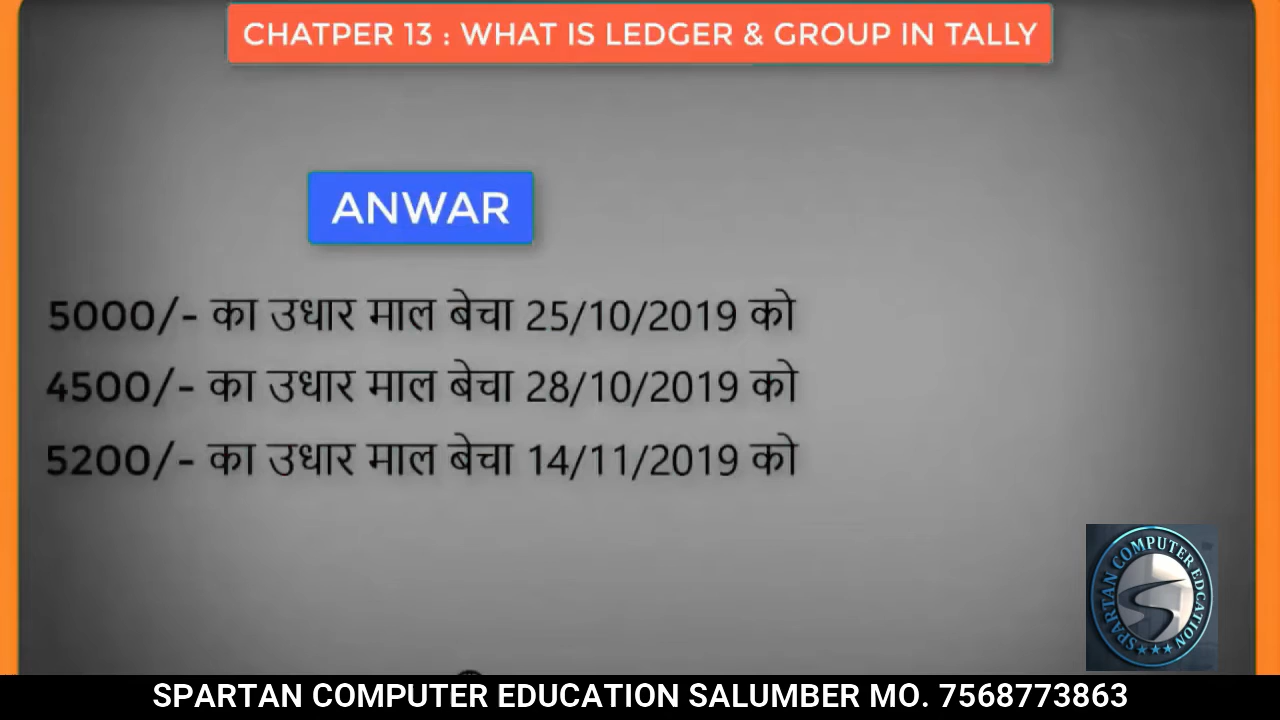 CHATPER 13 : WHAT IS LEDGER & GROUP IN TALLY
ANWAR
5000/- का उधार माल बेचा 25/10/2019 को
4500/- का उधार माल बेचा 28/10/2019 को
5200/- का उधार माल बेचा 14/11/2019 को
SPARTAN COMPUTER EDCATION
SPARTAN COMPUTER EDUCATION SALUMBER MO. 7568773863